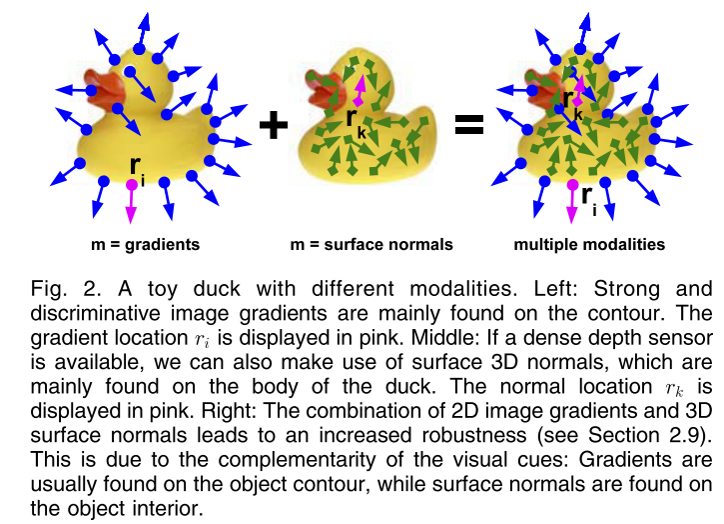 r_i
+
r_k
=
r_k
r_i
m = gradients
m = surface normals
multiple modalities
Fig. 2. A toy duck with different modalities. Left: Strong and
discriminative image gradients are mainly found on the contour. The
gradient location r_i is displayed in pink. Middle: If a dense depth sensor
is available, we can also make use of surface 3D normals, which are
mainly found on the body of the duck. The normal location r_k is
displayed in pink. Right: The combination of 2D image gradients and 3D
surface normals leads to an increased robustness (see Section 2.9).
This is due to the complementarity of the visual cues: Gradients are
usually found on the object contour, while surface normals are found on
the object interior.